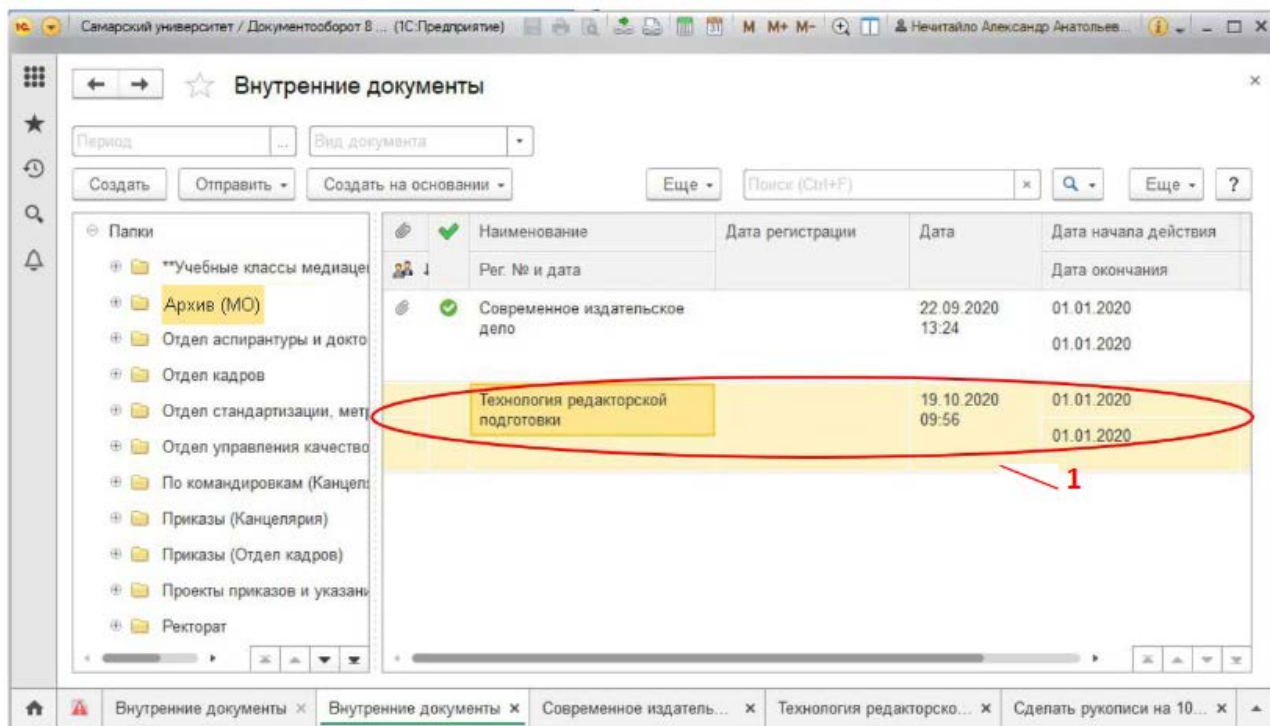 Самарский университет / Документооборот 8 ... (1С:Предприятие) M M+ M- Нечитайло Александр Анатольев...
Внутренние документы
Период ... Вид документа
Создать Отправить Создать на основании Еще Поиск (Ctrl+F) Еще ?
Папки
**Учебные классы медиацен
Архив (МО)
Отдел аспирантуры и докто
Отдел кадров
Отдел стандартизации, метр
Отдел управления качество
По командировкам (Канцеля
Приказы (Канцелярия)
Приказы (Отдел кадров)
Проекты приказов и указани
Ректорат
Наименование Дата регистрации Дата Дата начала действия
Рег. № и дата Дата окончания
Современное издательское 22.09.2020 01.01.2020
дело 13:24
01.01.2020
Технология редакторской 19.10.2020 01.01.2020
подготовки 09:56
01.01.2020
1
Внутренние документы × Внутренние документы × Современное издатель... × Технология редакторско... × Сделать рукописи на 10... ×